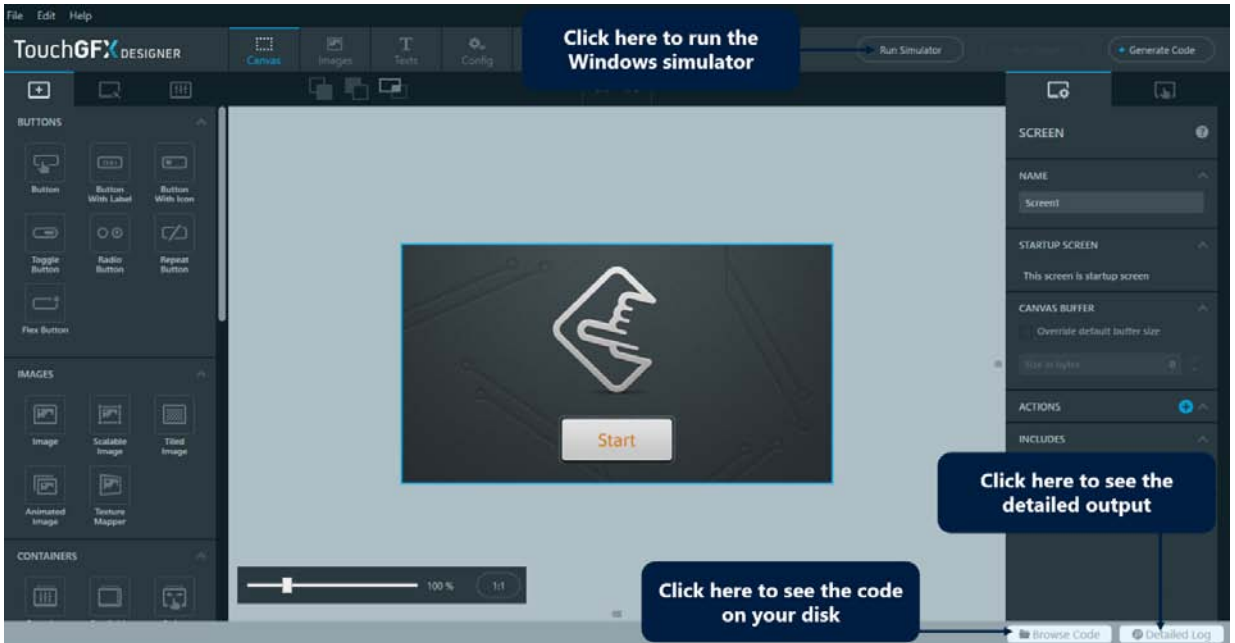 File Edit Help
TouchGFX DESIGNER
Canvas
Images
Texts
Config
Click here to run the
Windows simulator
Run Simulator
Generate Code
BUTTONS
Button
Button
With Label
Button
With Icon
Toggle
Button
Radio
Button
Repeat
Button
Flex Button
IMAGES
Image
Scalable
Image
Tiled
Image
Animated
Image
Texture
Mapper
CONTAINERS
Start
100 %
1:1
SCREEN
NAME
Screen1
STARTUP SCREEN
This screen is startup screen
CANVAS BUFFER
Override default buffer size
Size in bytes
ACTIONS
INCLUDES
Click here to see the
detailed output
Click here to see the code
on your disk
Browse Code
Detailed Log